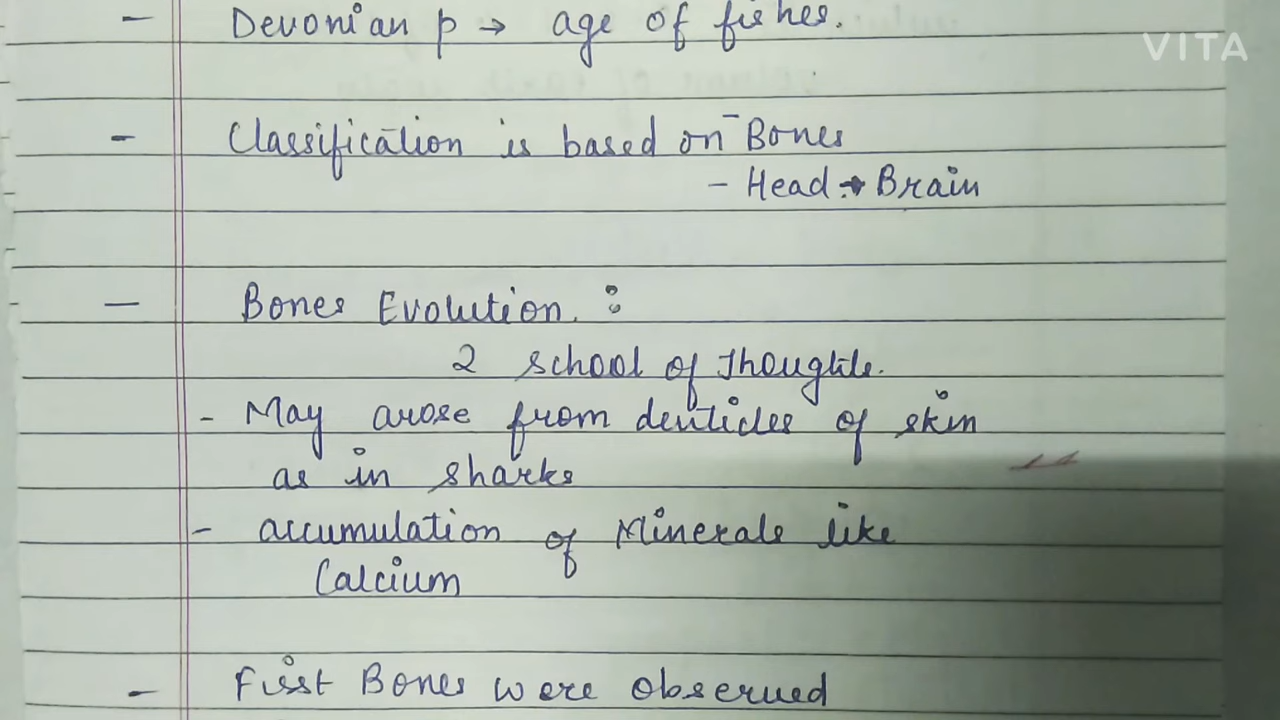 - Devonian p → age of fishes.
VITA
- Classification is based on - Bones
- Head → Brain
- Bones Evolution :
2 school of Thoughts.
- May arose from denticles of skin
as in sharks
- accumulation of Minerals like
Calcium
- First Bones were observed